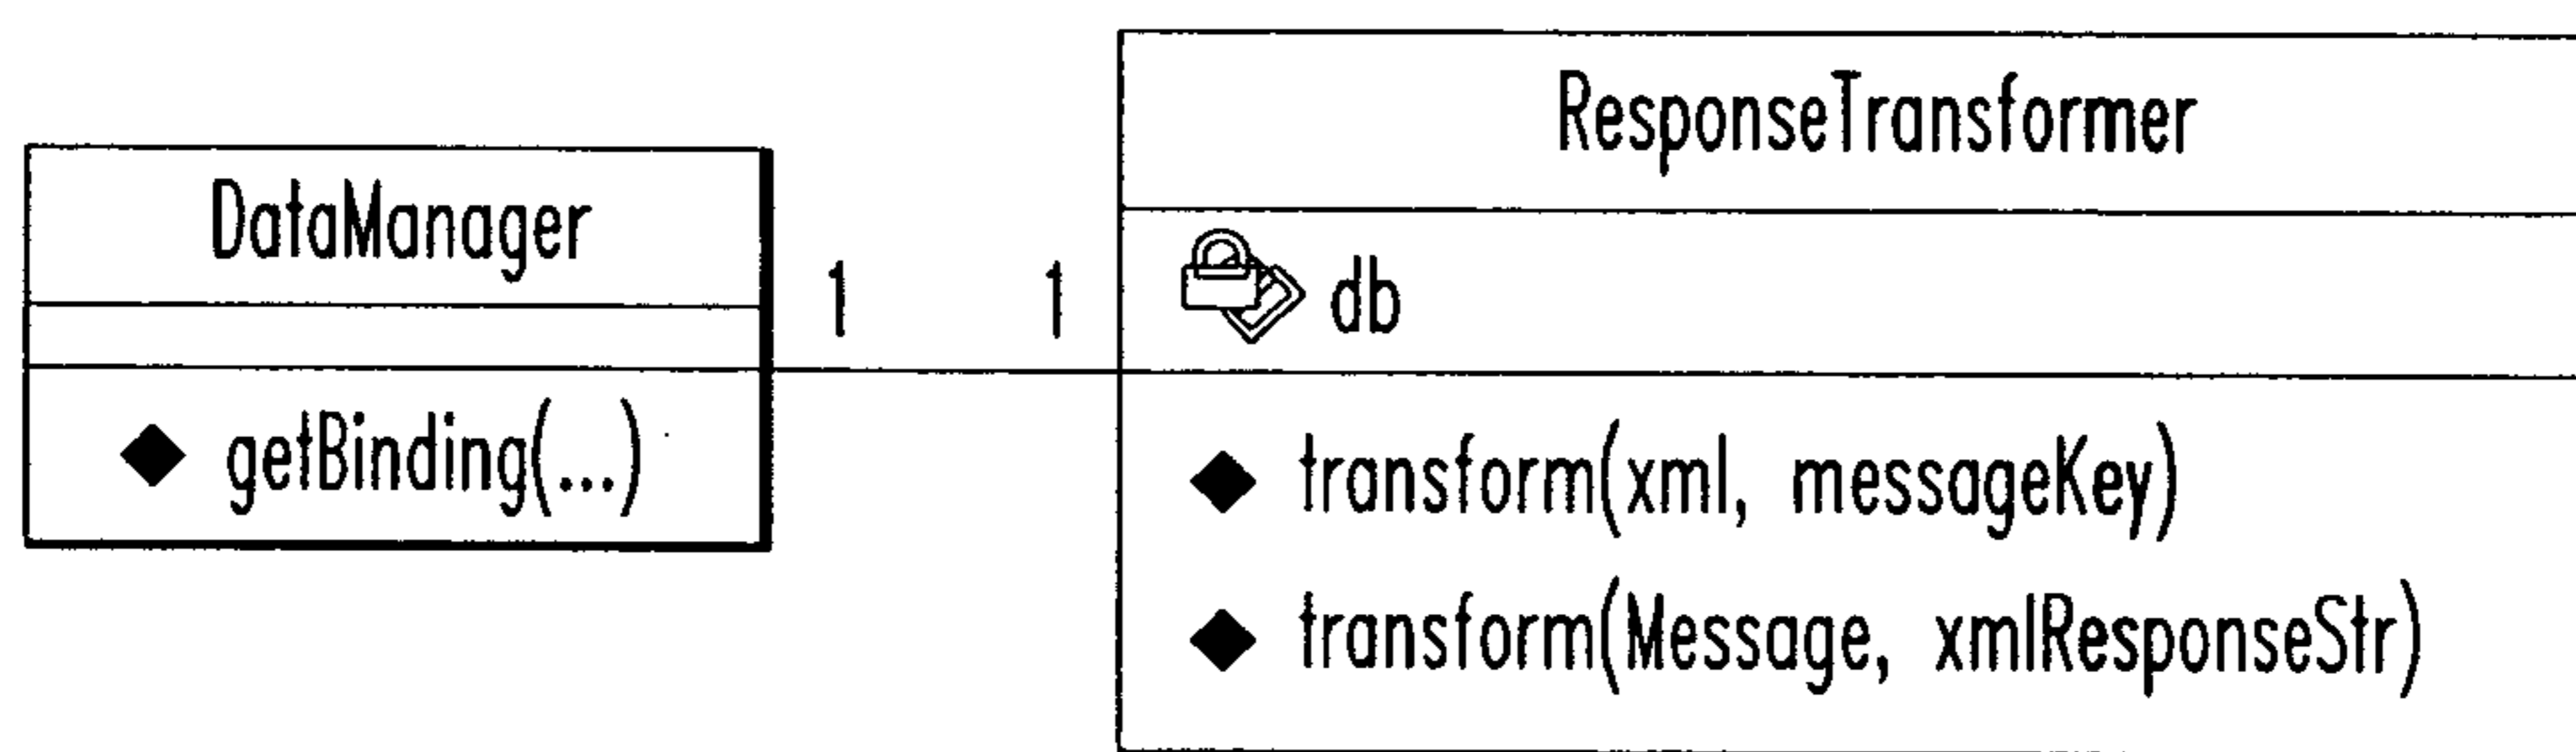 DataManager
getBinding(...)
1
1
ResponseTransformer
db
transform(xml, messageKey)
transform(Message, xmlResponseStr)